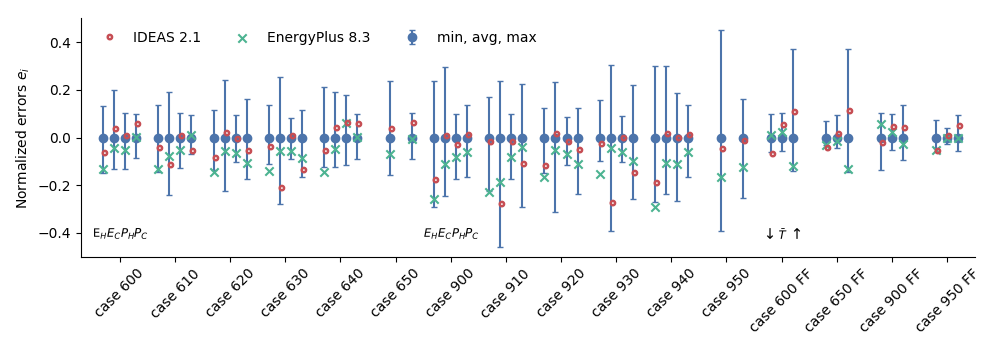 IDEAS 2.1 EnergyPlus 8.3 min, avg, max
Normalized errors eᵢ
0.4
0.2
0.0
−0.2
−0.4
E_H E_C P_H P_C E_H E_C P_H P_C ↓ T̄ ↑
case 600 case 610 case 620 case 630 case 640 case 650 case 900 case 910 case 920 case 930 case 940 case 950 case 600 FF case 650 FF case 900 FF case 950 FF